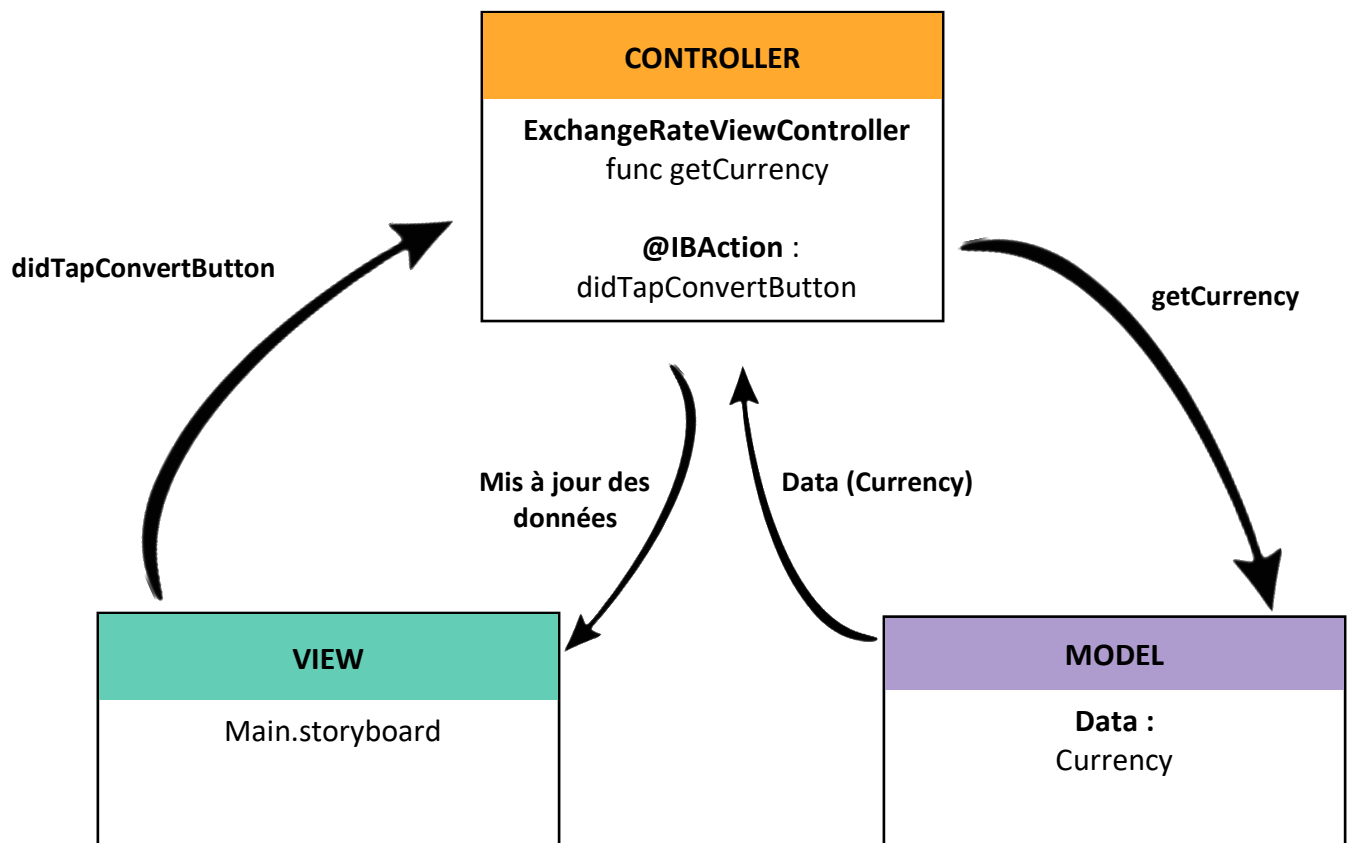 CONTROLLER
ExchangeRateViewController
func getCurrency
@IBAction :
didTapConvertButton
didTapConvertButton
getCurrency
Mis à jour des
données
Data (Currency)
VIEW
Main.storyboard
MODEL
Data :
Currency